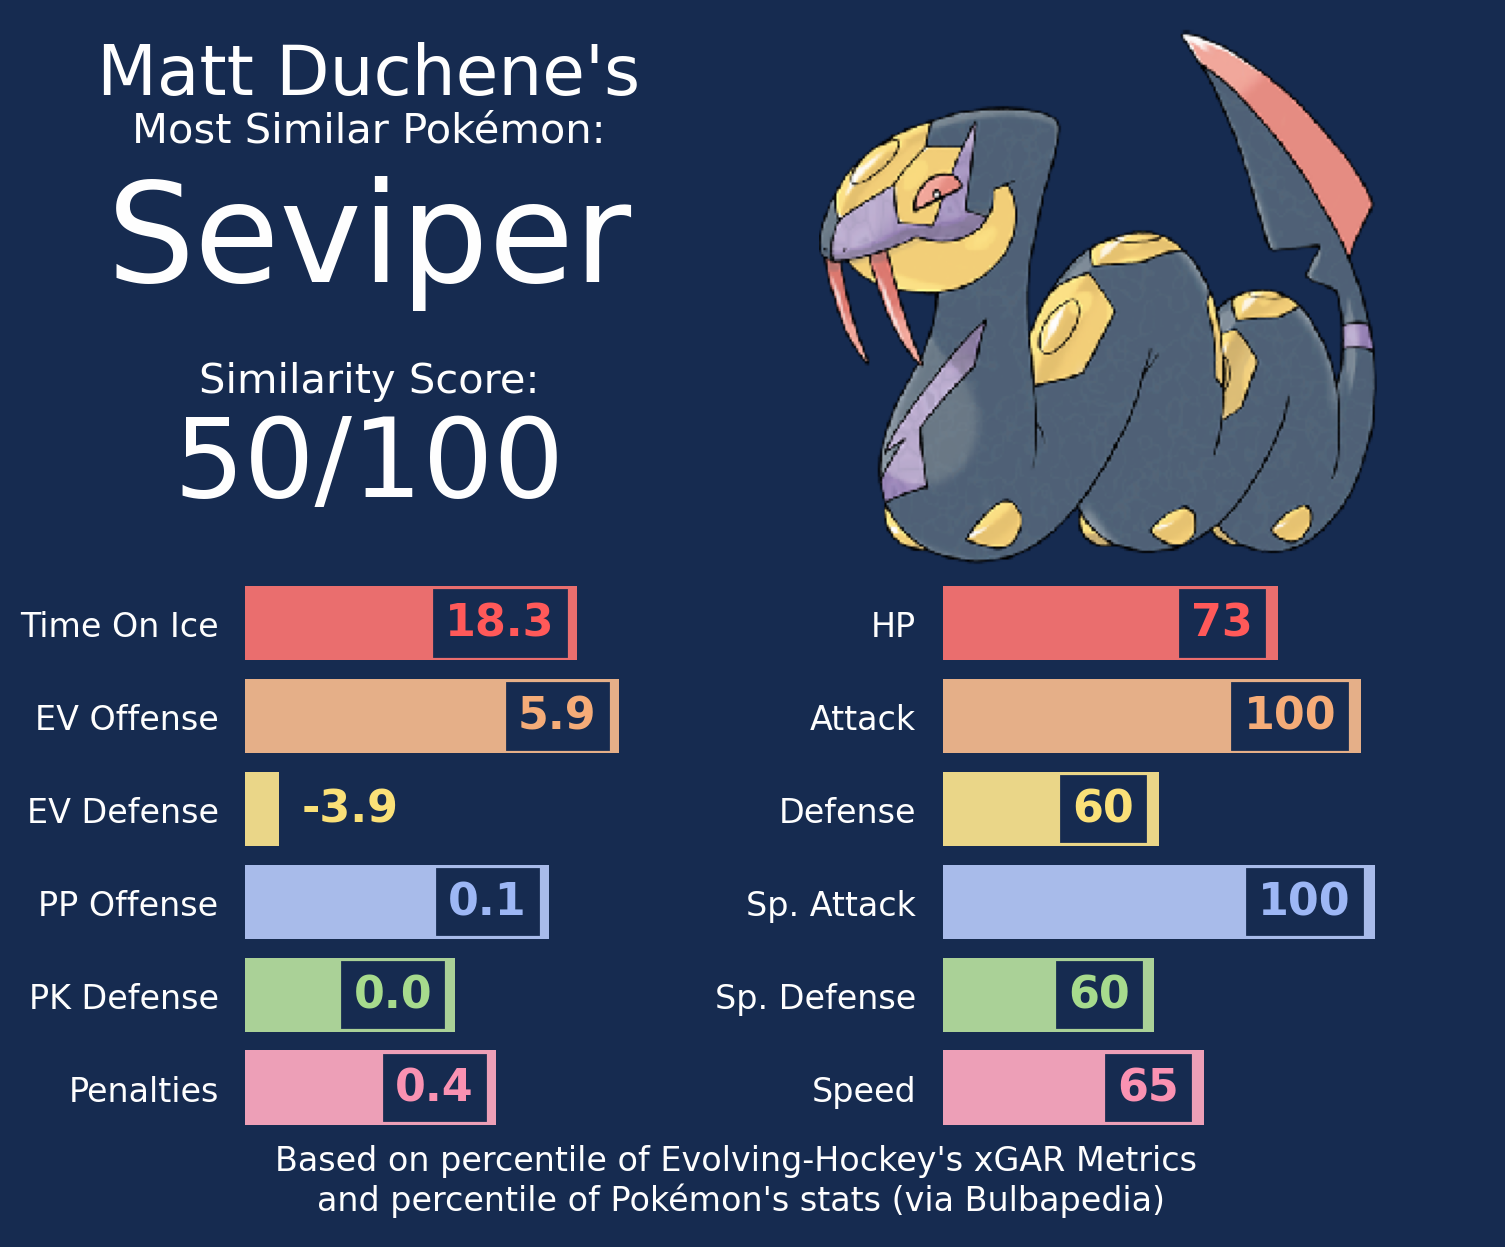 Matt Duchene's
Most Similar Pokémon:
Seviper
Similarity Score:
50/100
Time On Ice 18.3
EV Offense 5.9
EV Defense -3.9
PP Offense 0.1
PK Defense 0.0
Penalties 0.4
HP 73
Attack 100
Defense 60
Sp. Attack 100
Sp. Defense 60
Speed 65
Based on percentile of Evolving-Hockey's xGAR Metrics
and percentile of Pokémon's stats (via Bulbapedia)